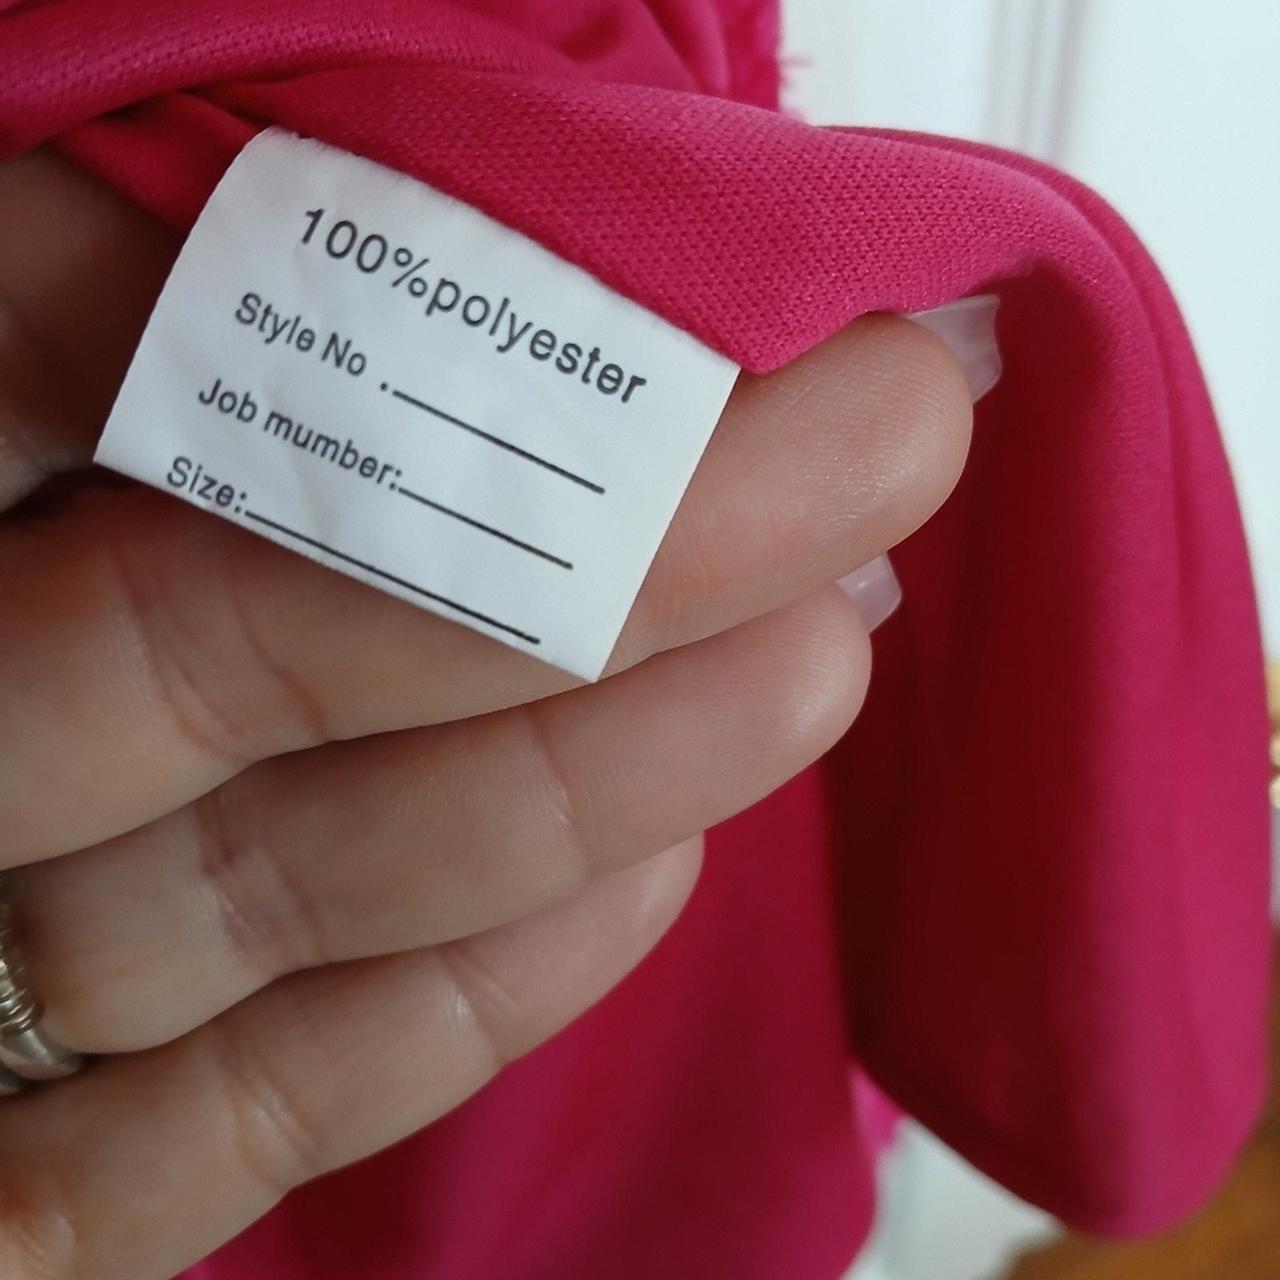 100%polyester
Style No .
Job mumber:
Size: